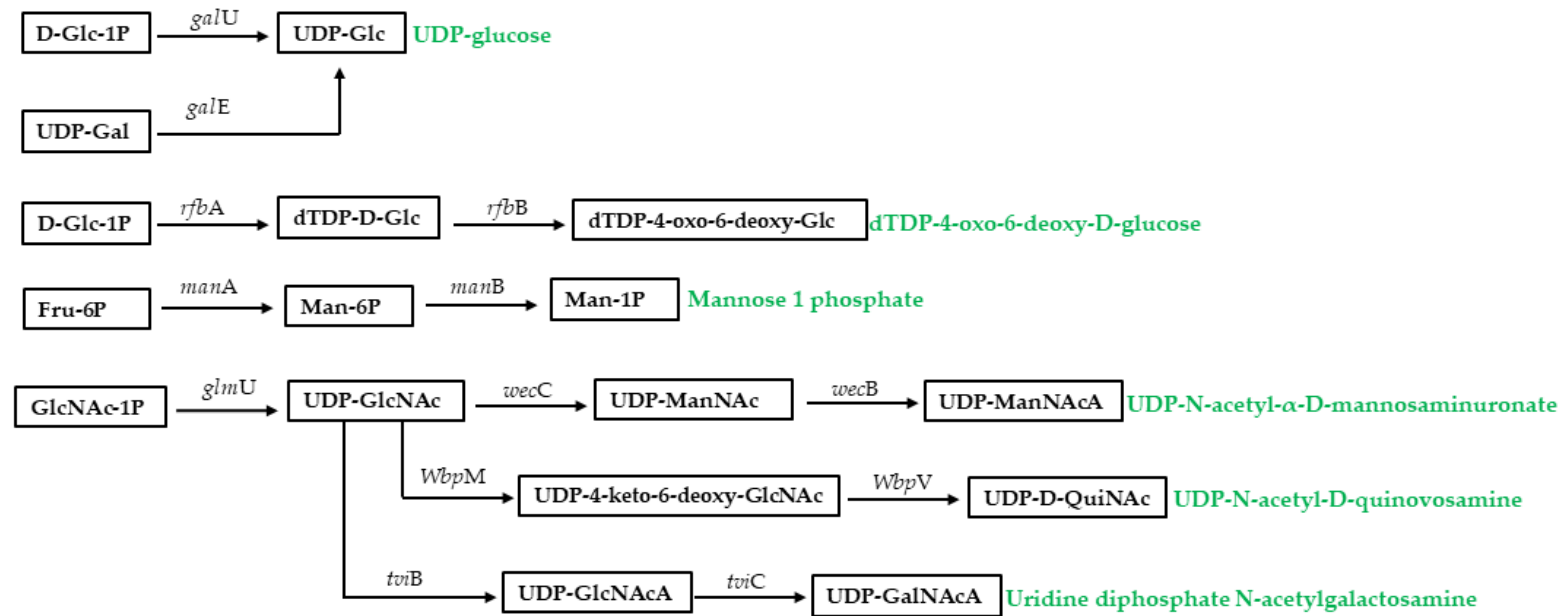 D-Glc-1P galU UDP-Glc UDP-glucose
UDP-Gal galE
D-Glc-1P rfbA dTDP-D-Glc rfbB dTDP-4-oxo-6-deoxy-Glc dTDP-4-oxo-6-deoxy-D-glucose
Fru-6P manA Man-6P manB Man-1P Mannose 1 phosphate
GlcNAc-1P glmU UDP-GlcNAc wecC UDP-ManNAc wecB UDP-ManNAcA UDP-N-acetyl-α-D-mannosaminuronate
WbpM UDP-4-keto-6-deoxy-GlcNAc WbpV UDP-D-QuiNAc UDP-N-acetyl-D-quinovosamine
tviB UDP-GlcNAcA tviC UDP-GalNAcA Uridine diphosphate N-acetylgalactosamine